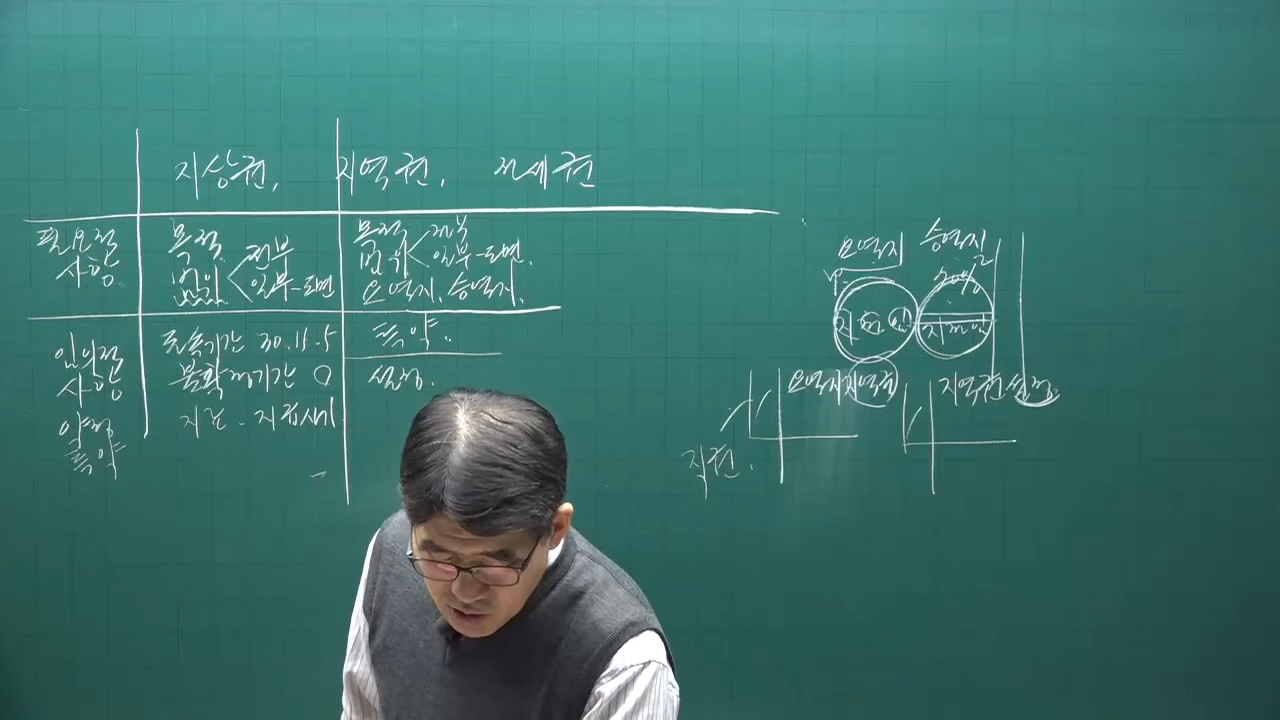 지상권, 지역권, 전세권
필요적
사항
목적
범위 < 전부
일부-도면
목적
범위 < 전부
일부-도면.
요역지, 승역지.
임의적
사항
약정
특약
존속기간 30.15.5
불확정기간 O
지료 - 지급시기
특약.
설정.
요역지
승역지
요역지지역권
지역권설정
직권.